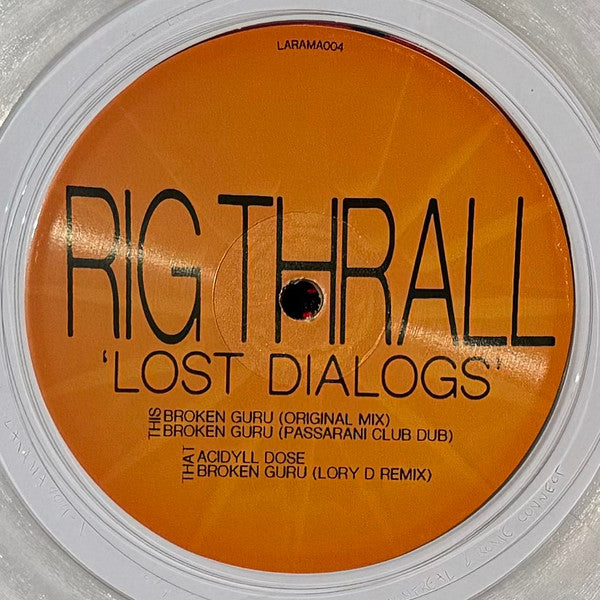 LARAMA004
RIG THRALL
'LOST DIALOGS'
THIS
BROKEN GURU (ORIGINAL MIX)
BROKEN GURU (PASSARANI CLUB DUB)
THAT
ACIDYLL DOSE
BROKEN GURU (LORY D REMIX)
CONNECT